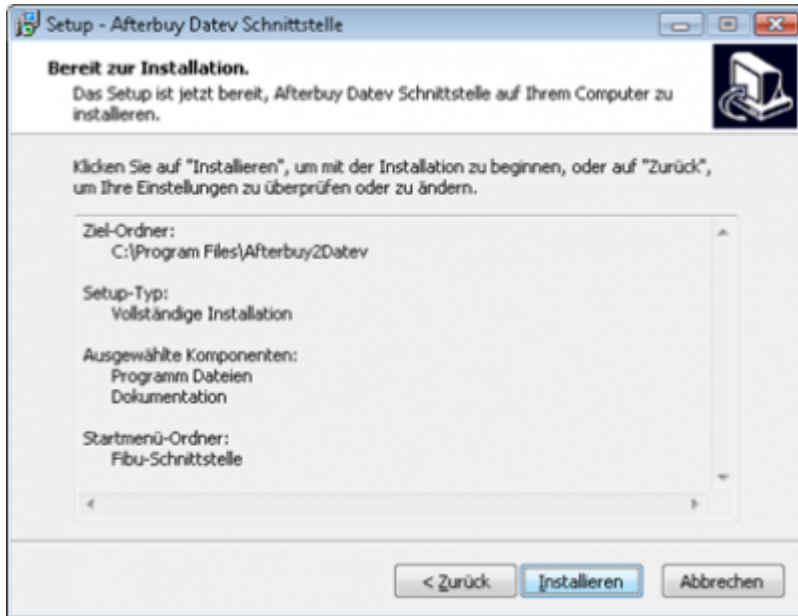 Setup - Afterbuy Datev Schnittstelle
Bereit zur Installation.
Das Setup ist jetzt bereit, Afterbuy Datev Schnittstelle auf Ihrem Computer zu
installieren.
Klicken Sie auf "Installieren", um mit der Installation zu beginnen, oder auf "Zurück",
um Ihre Einstellungen zu überprüfen oder zu ändern.
Ziel-Ordner:
C:\Program Files\Afterbuy2Datev
Setup-Typ:
Vollständige Installation
Ausgewählte Komponenten:
Programm Dateien
Dokumentation
Startmenü-Ordner:
Fibu-Schnittstelle
< Zurück
Installieren
Abbrechen